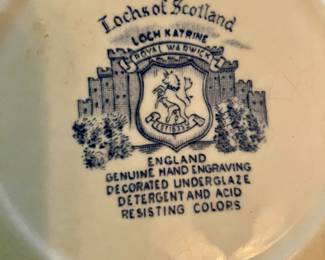 Lochs of Scotland
LOCH KATRINE
ROYAL WARWICK
ENGLAND
GENUINE HAND ENGRAVING
DECORATED UNDERGLAZE
DETERGENT AND ACID
RESISTING COLORS